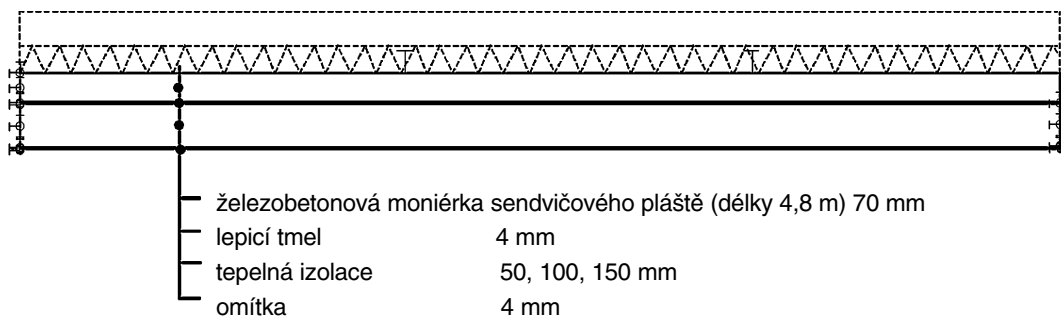 železobetonová moniérka sendvičového pláště (délky 4,8 m) 70 mm
lepicí tmel 4 mm
tepelná izolace 50, 100, 150 mm
omítka 4 mm